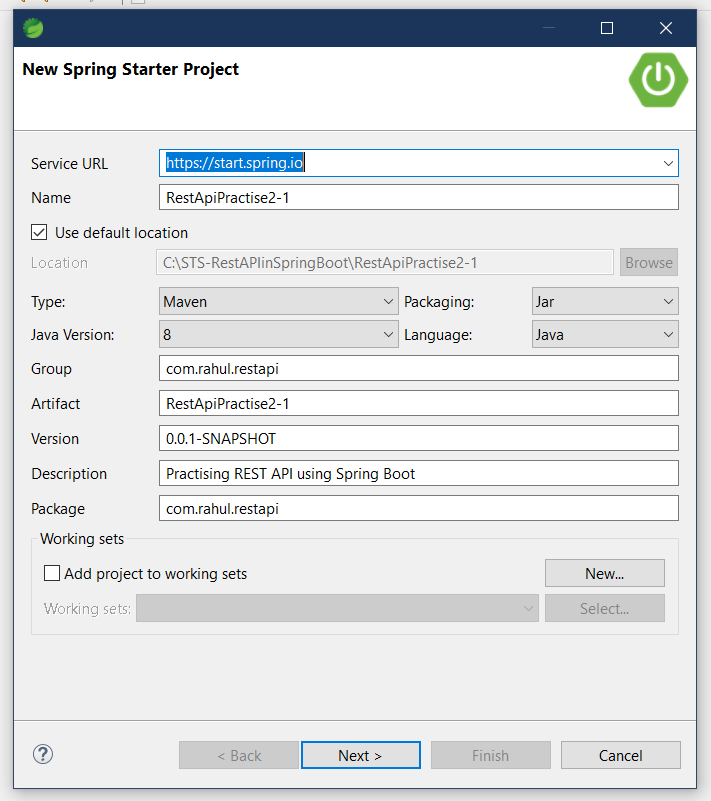 New Spring Starter Project
Service URL https://start.spring.io
Name RestApiPractise2-1
Use default location
Location C:\STS-RestAPIinSpringBoot\RestApiPractise2-1 Browse
Type: Maven Packaging: Jar
Java Version: 8 Language: Java
Group com.rahul.restapi
Artifact RestApiPractise2-1
Version 0.0.1-SNAPSHOT
Description Practising REST API using Spring Boot
Package com.rahul.restapi
Working sets
Add project to working sets New...
Working sets: Select...
? < Back Next > Finish Cancel